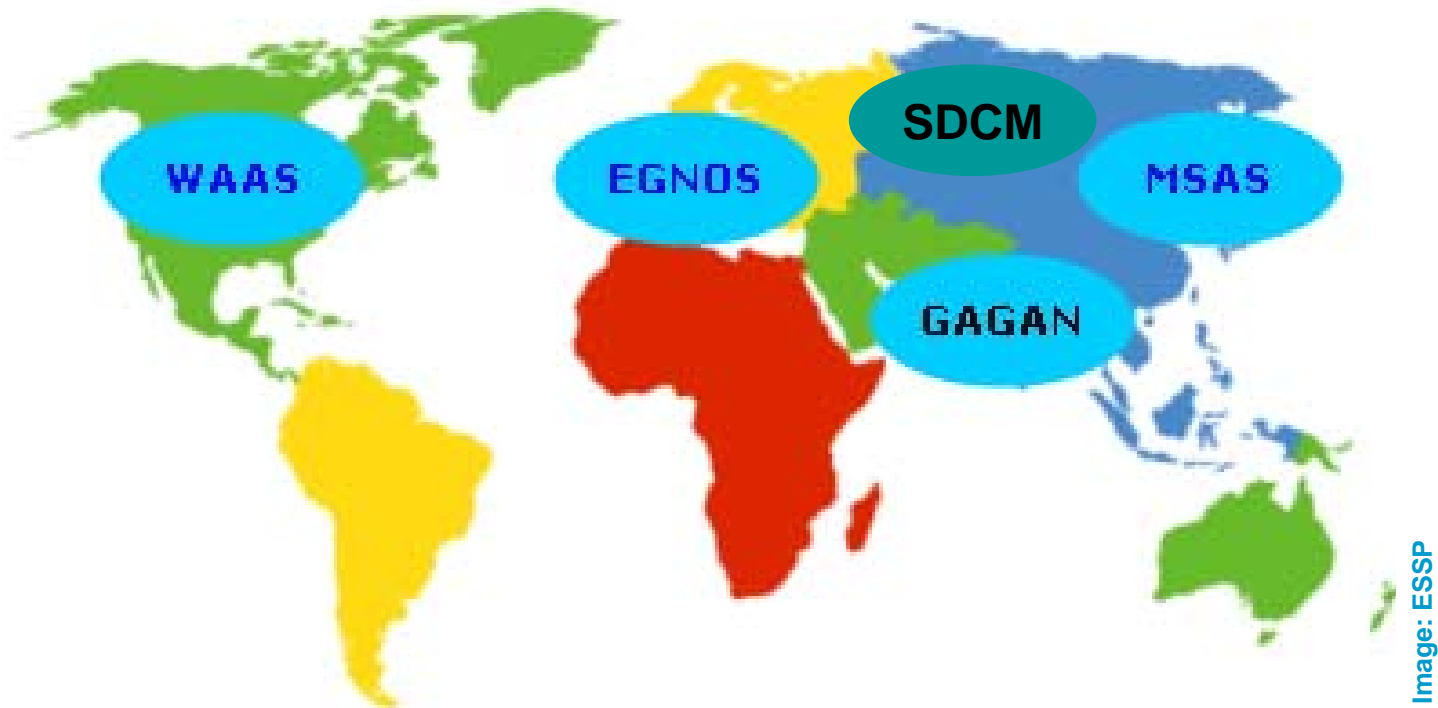 SDCM
WAAS
EGNOS
MSAS
GAGAN
Image: ESSP